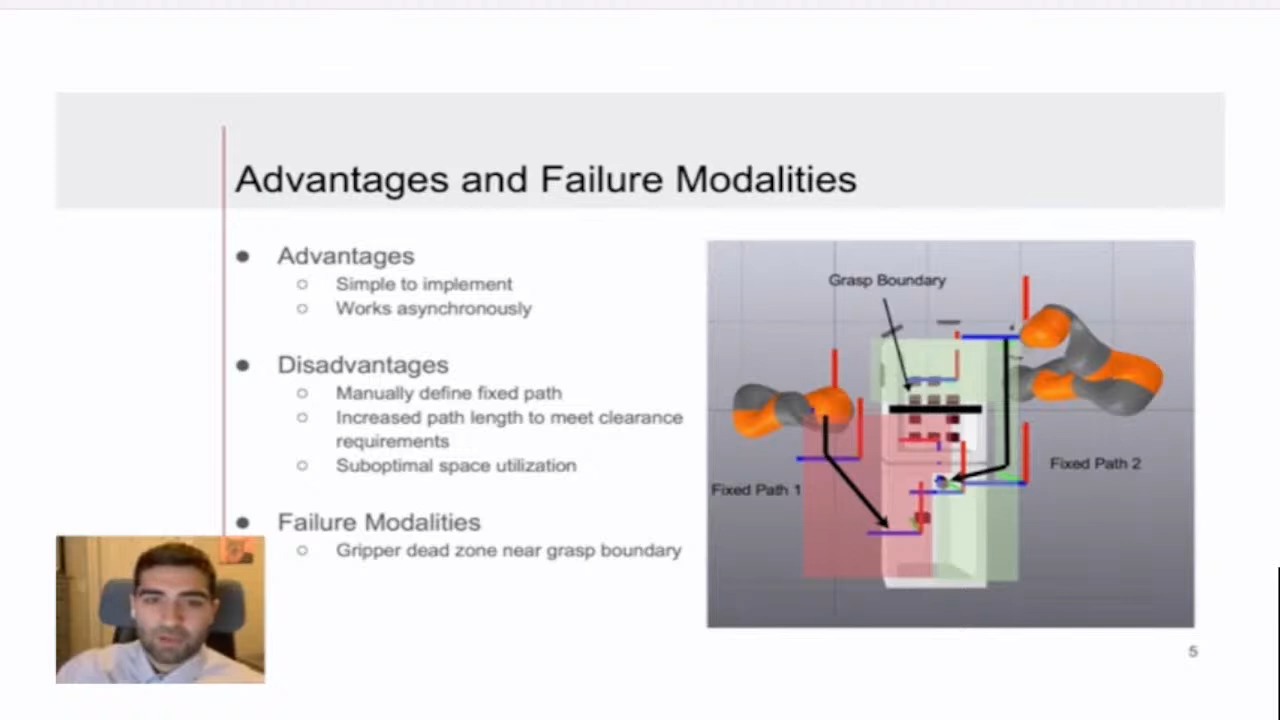 Advantages and Failure Modalities
● Advantages
○ Simple to implement
○ Works asynchronously
● Disadvantages
○ Manually define fixed path
○ Increased path length to meet clearance
requirements
○ Suboptimal space utilization
● Failure Modalities
○ Gripper dead zone near grasp boundary
Grasp Boundary
Fixed Path 2
Fixed Path 1
5